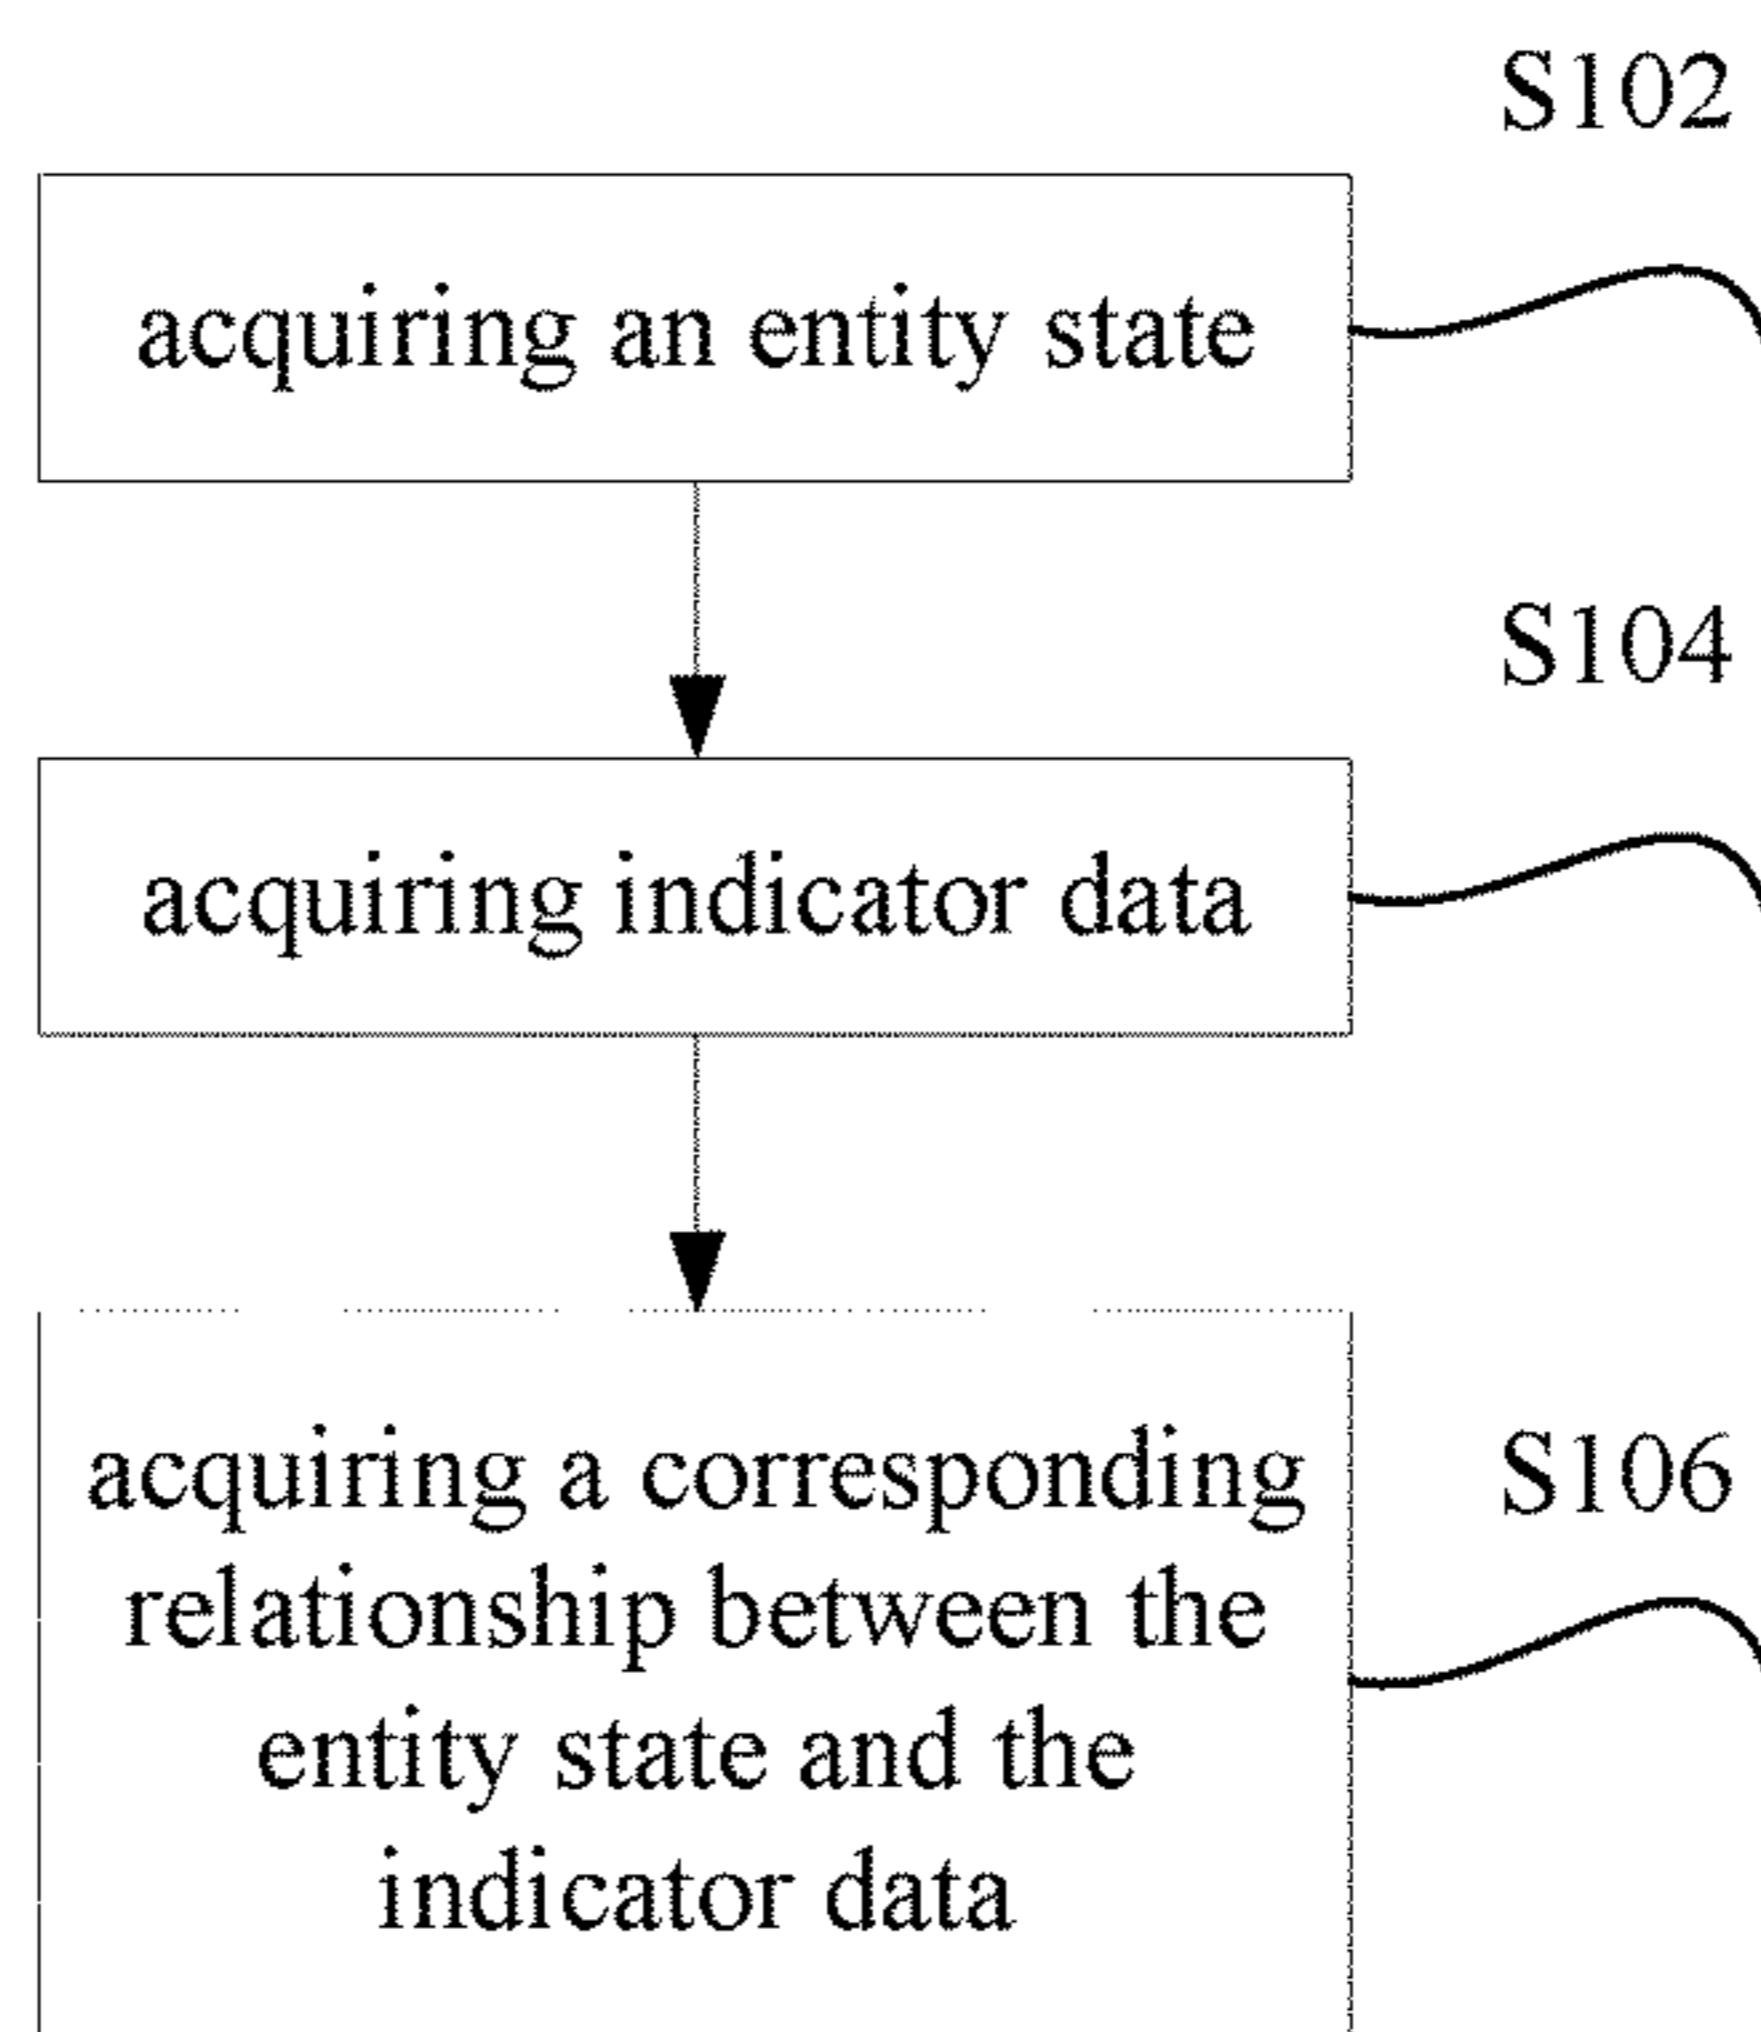 S102
acquiring an entity state
S104
acquiring indicator data
acquiring a corresponding
relationship between the
entity state and the
indicator data
S106